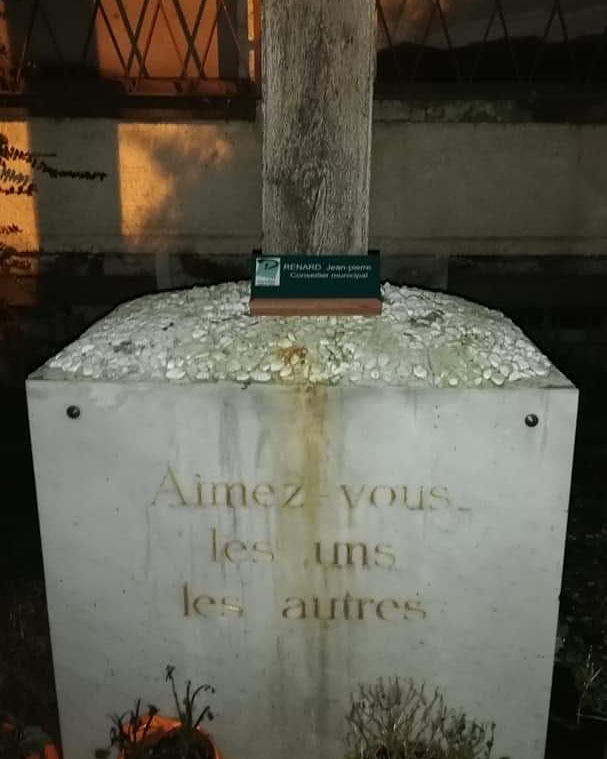 RENARD Jean-pierre
Conseiller municipal
Aimez-vous
les uns
les autres